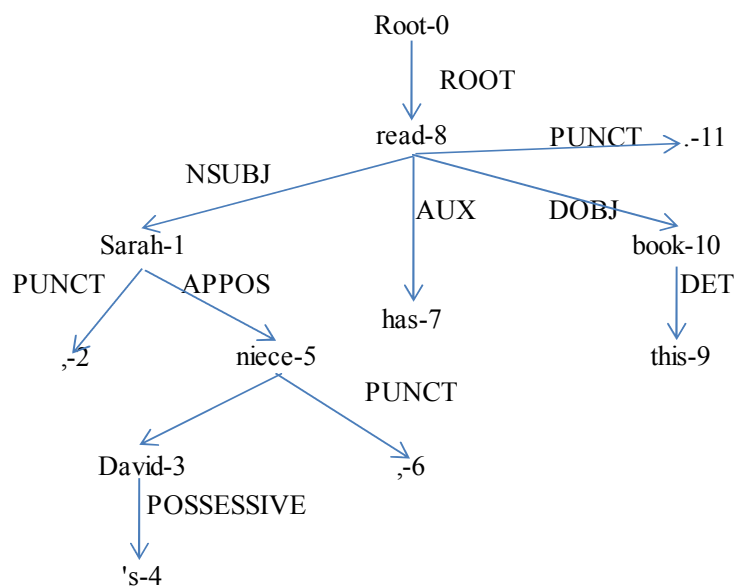 Root-0
ROOT
read-8 PUNCT .-11
NSUBJ AUX DOBJ
Sarah-1 book-10
PUNCT APPOS DET
has-7
,-2 niece-5 this-9
PUNCT
David-3 ,-6
POSSESSIVE
's-4